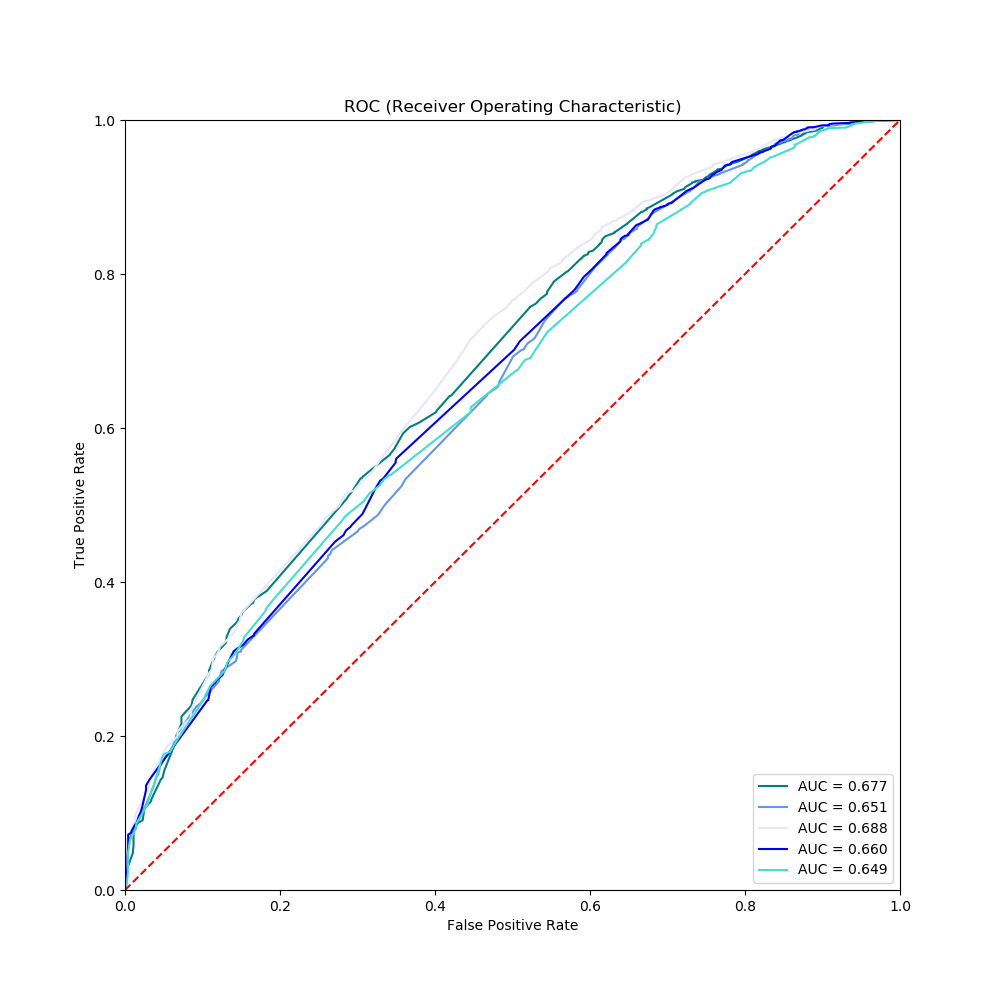 ROC (Receiver Operating Characteristic)
1.0
0.8
0.6
0.4
0.2
0.0
True Positive Rate
AUC = 0.677
AUC = 0.651
AUC = 0.688
AUC = 0.660
AUC = 0.649
0.0 0.2 0.4 0.6 0.8 1.0
False Positive Rate